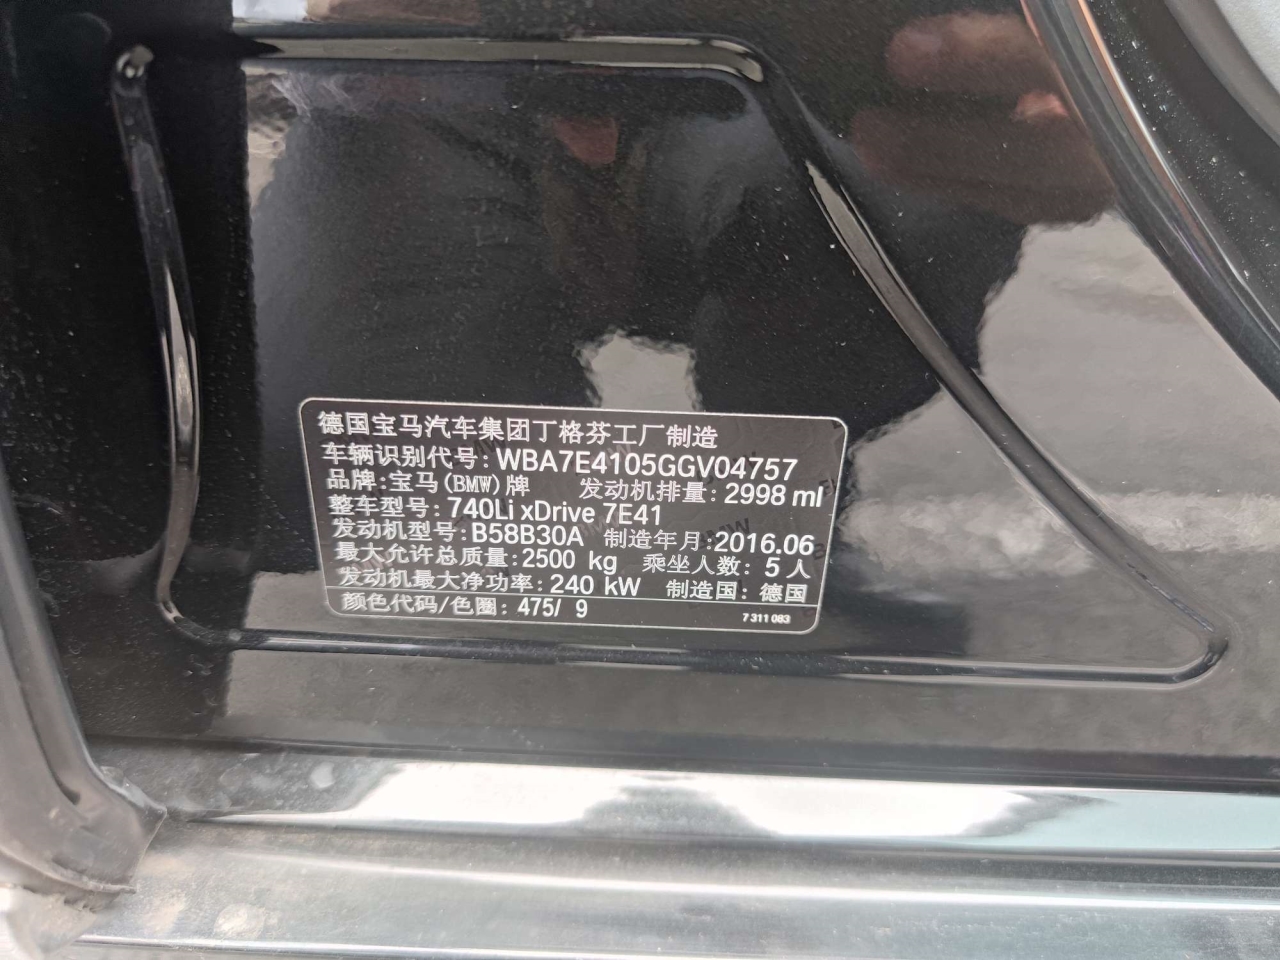 德国宝马汽车集团丁格芬工厂制造
车辆识别代号: WBA7E4105GGV04757
品牌: 宝马(BMW)牌 发动机排量: 2998 ml
整车型号: 740Li xDrive 7E41
发动机型号: B58B30A 制造年月: 2016.06
最大允许总质量: 2500 kg 乘坐人数: 5 人
发动机最大净功率: 240 kW 制造国: 德国
颜色代码/色圈: 475/ 9 7 311 083